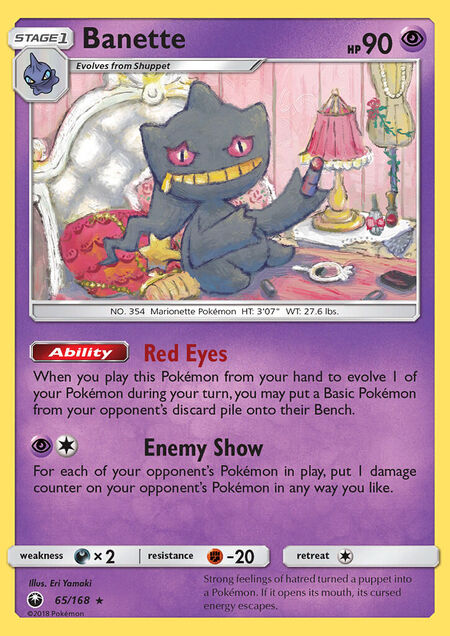 STAGE 1
Banette
HP 90
Evolves from Shuppet
NO. 354 Marionette Pokémon HT: 3'07" WT: 27.6 lbs.
Ability Red Eyes
When you play this Pokémon from your hand to evolve 1 of
your Pokémon during your turn, you may put a Basic Pokémon
from your opponent's discard pile onto their Bench.
Enemy Show
For each of your opponent's Pokémon in play, put 1 damage
counter on your opponent's Pokémon in any way you like.
weakness × 2 resistance -20 retreat
Illus. Eri Yamaki
65/168 ★
©2018 Pokémon
Strong feelings of hatred turned a puppet into
a Pokémon. If it opens its mouth, its cursed
energy escapes.